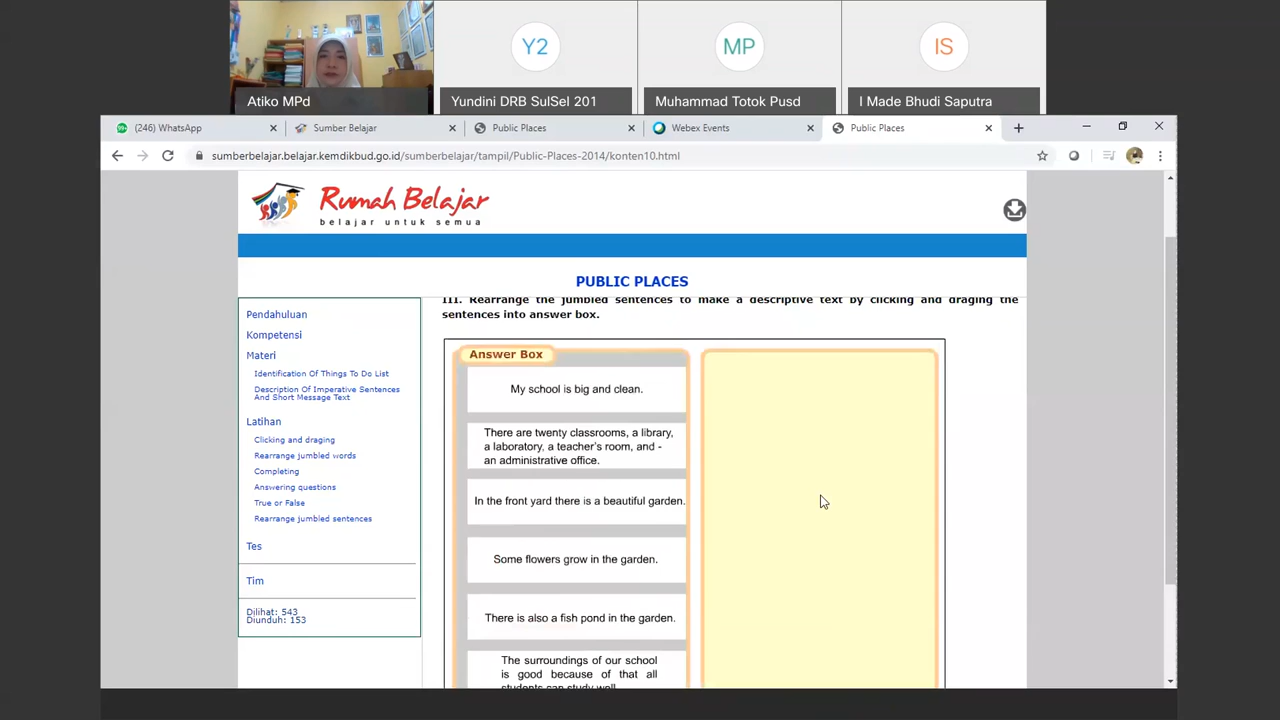 Y2
MP
IS
Atiko MPd
Yundini DRB SulSel 201
Muhammad Totok Pusd
I Made Bhudi Saputra
(246) WhatsApp
Sumber Belajar
Public Places
Webex Events
Public Places
sumberbelajar.belajar.kemdikbud.go.id/sumberbelajar/tampil/Public-Places-2014/konten10.html
Rumah Belajar
belajar untuk semua
PUBLIC PLACES
Pendahuluan
Kompetensi
Materi
Identification Of Things To Do List
Description Of Imperative Sentences
And Short Message Text
Latihan
Clicking and draging
Rearrange jumbled words
Completing
Answering questions
True or False
Rearrange jumbled sentences
Tes
Tim
Dilihat: 543
Diunduh: 153
III. Rearrange the jumbled sentences to make a descriptive text by clicking and draging the
sentences into answer box.
Answer Box
My school is big and clean.
There are twenty classrooms, a library,
a laboratory, a teacher's room, and -
an administrative office.
In the front yard there is a beautiful garden.
Some flowers grow in the garden.
There is also a fish pond in the garden.
The surroundings of our school
is good because of that all
students can study well